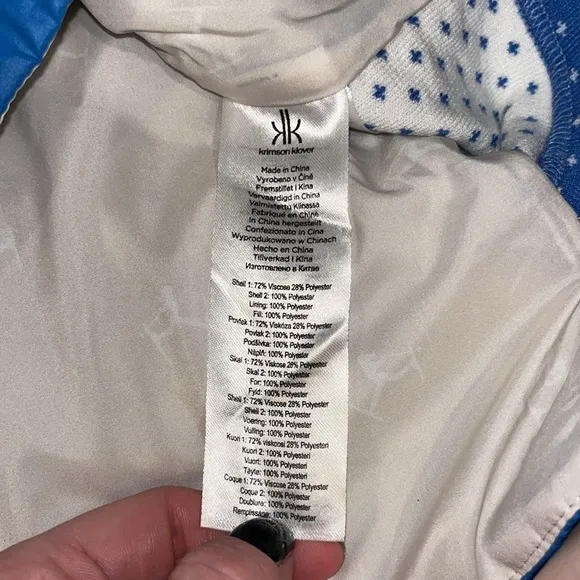 krimson klover
Made in China
Vyrobeno v Číně
Fremstillet i Kina
Vervaardigd in China
Valmistettu Kiinassa
Fabriqué en Chine
in China hergestellt
Confezionato in Cina
Wyprodukowano w Chinach
Hecho en China
Tillverkad i Kina
Изготовлено в Китае
Shell 1: 72% Viscose 28% Polyester
Shell 2: 100% Polyester
Lining: 100% Polyester
Fill: 100% Polyester
Povlak 1: 72% Viskóza 28% Polyester
Povlak 2: 100% Polyester
Podšívka: 100% Polyester
Náplň: 100% Polyester
Skal 1: 72% Viskose 28% Polyester
Skal 2: 100% Polyester
For: 100% Polyester
Fyld: 100% Polyester
Shell 1: 72% Viscose 28% Polyester
Shell 2: 100% Polyester
Voering: 100% Polyester
Vulling: 100% Polyester
Kuori 1: 72% viskoosi 28% Polyesteri
Kuori 2: 100% Polyesteri
Vuori: 100% Polyesteri
Täyte: 100% Polyesteri
Coque 1: 72% Viscose 28% Polyester
Coque 2: 100% Polyester
Doublure: 100% Polyester
Remplissage: 100% Polyester